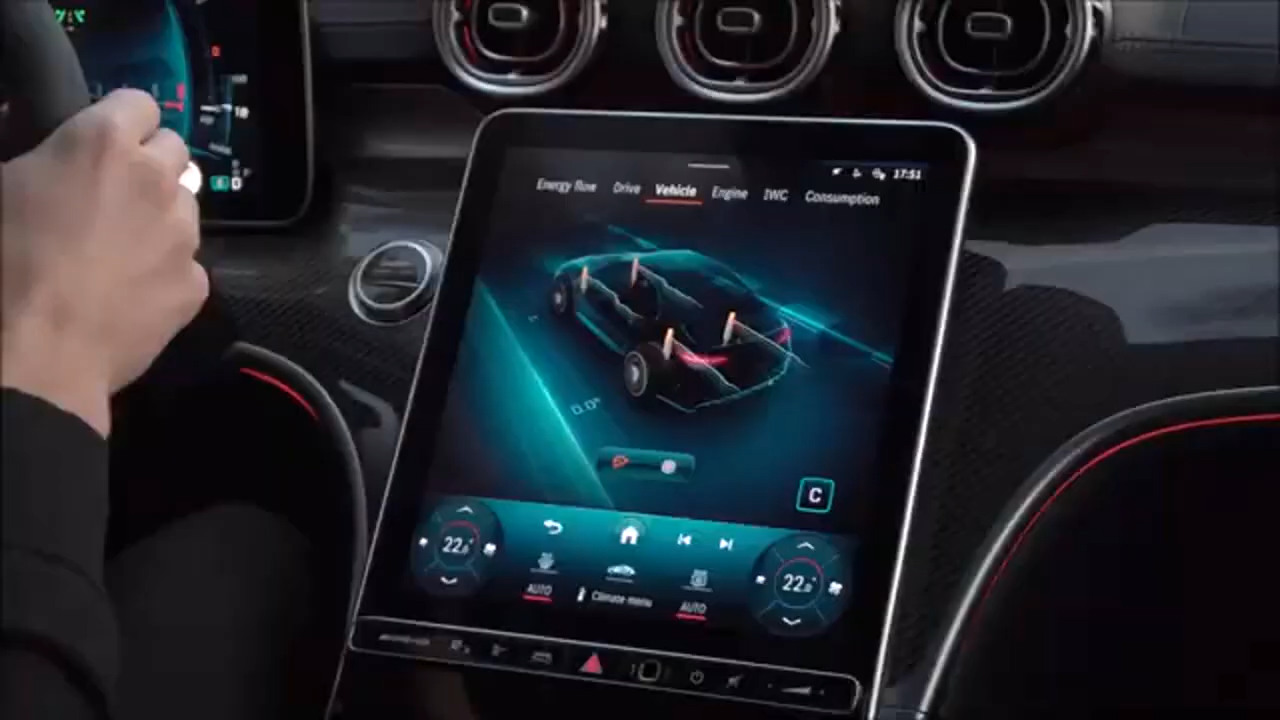 17:51
Energy flow Drive Vehicle Engine IWC Consumption
0.0°
C
22.0° 22.0°
AUTO Climate menu AUTO